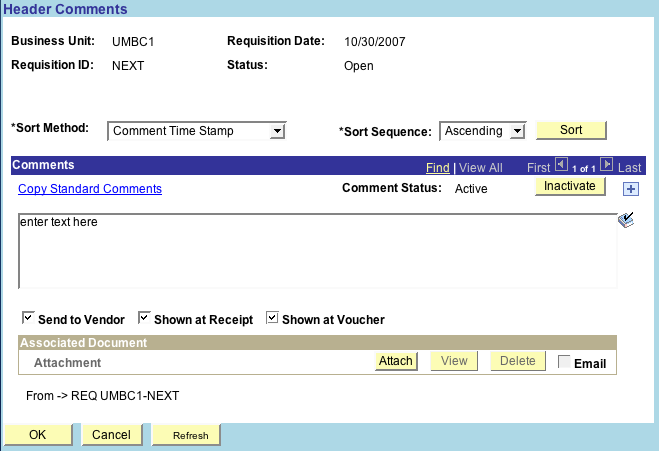 Header Comments
Business Unit: UMBC1 Requisition Date: 10/30/2007
Requisition ID: NEXT Status: Open
*Sort Method: Comment Time Stamp *Sort Sequence: Ascending Sort
Comments Find | View All First 1 of 1 Last
Copy Standard Comments Comment Status: Active Inactivate
enter text here
Send to Vendor Shown at Receipt Shown at Voucher
Associated Document
Attachment Attach View Delete Email
From -> REQ UMBC1-NEXT
OK Cancel Refresh